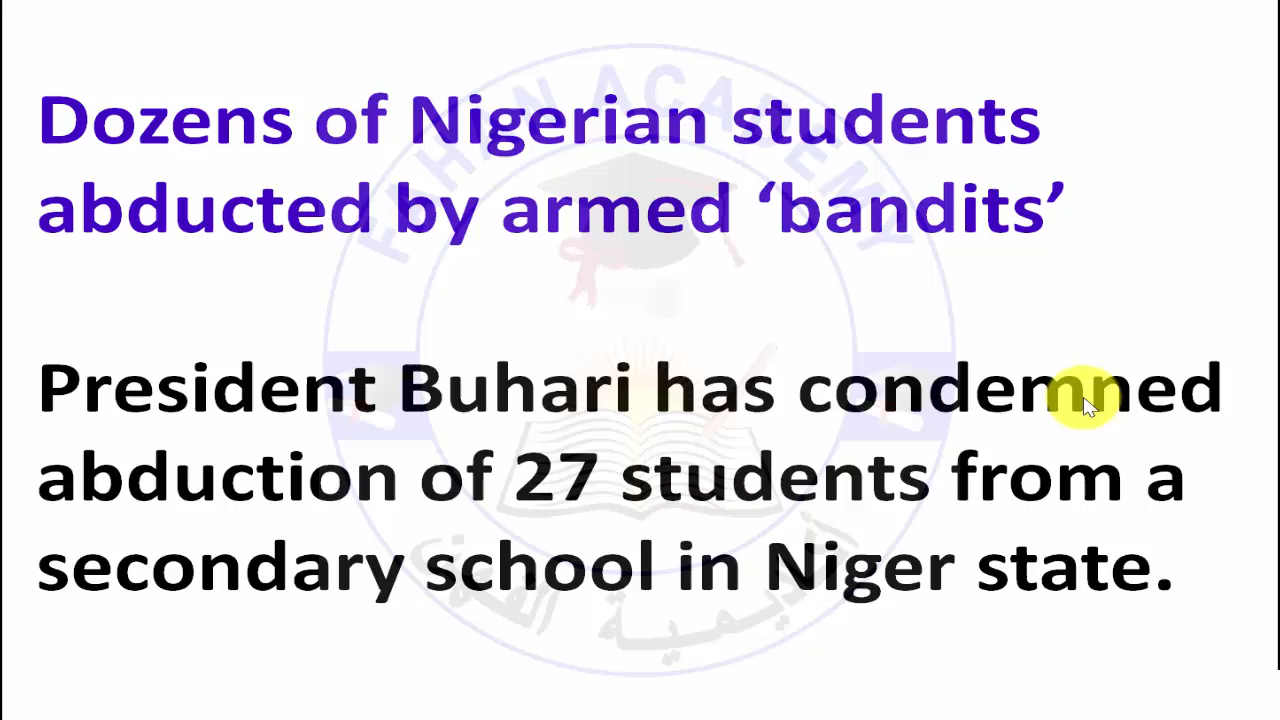 Dozens of Nigerian students
abducted by armed ‘bandits’
President Buhari has condemned
abduction of 27 students from a
secondary school in Niger state.
ACADEMY